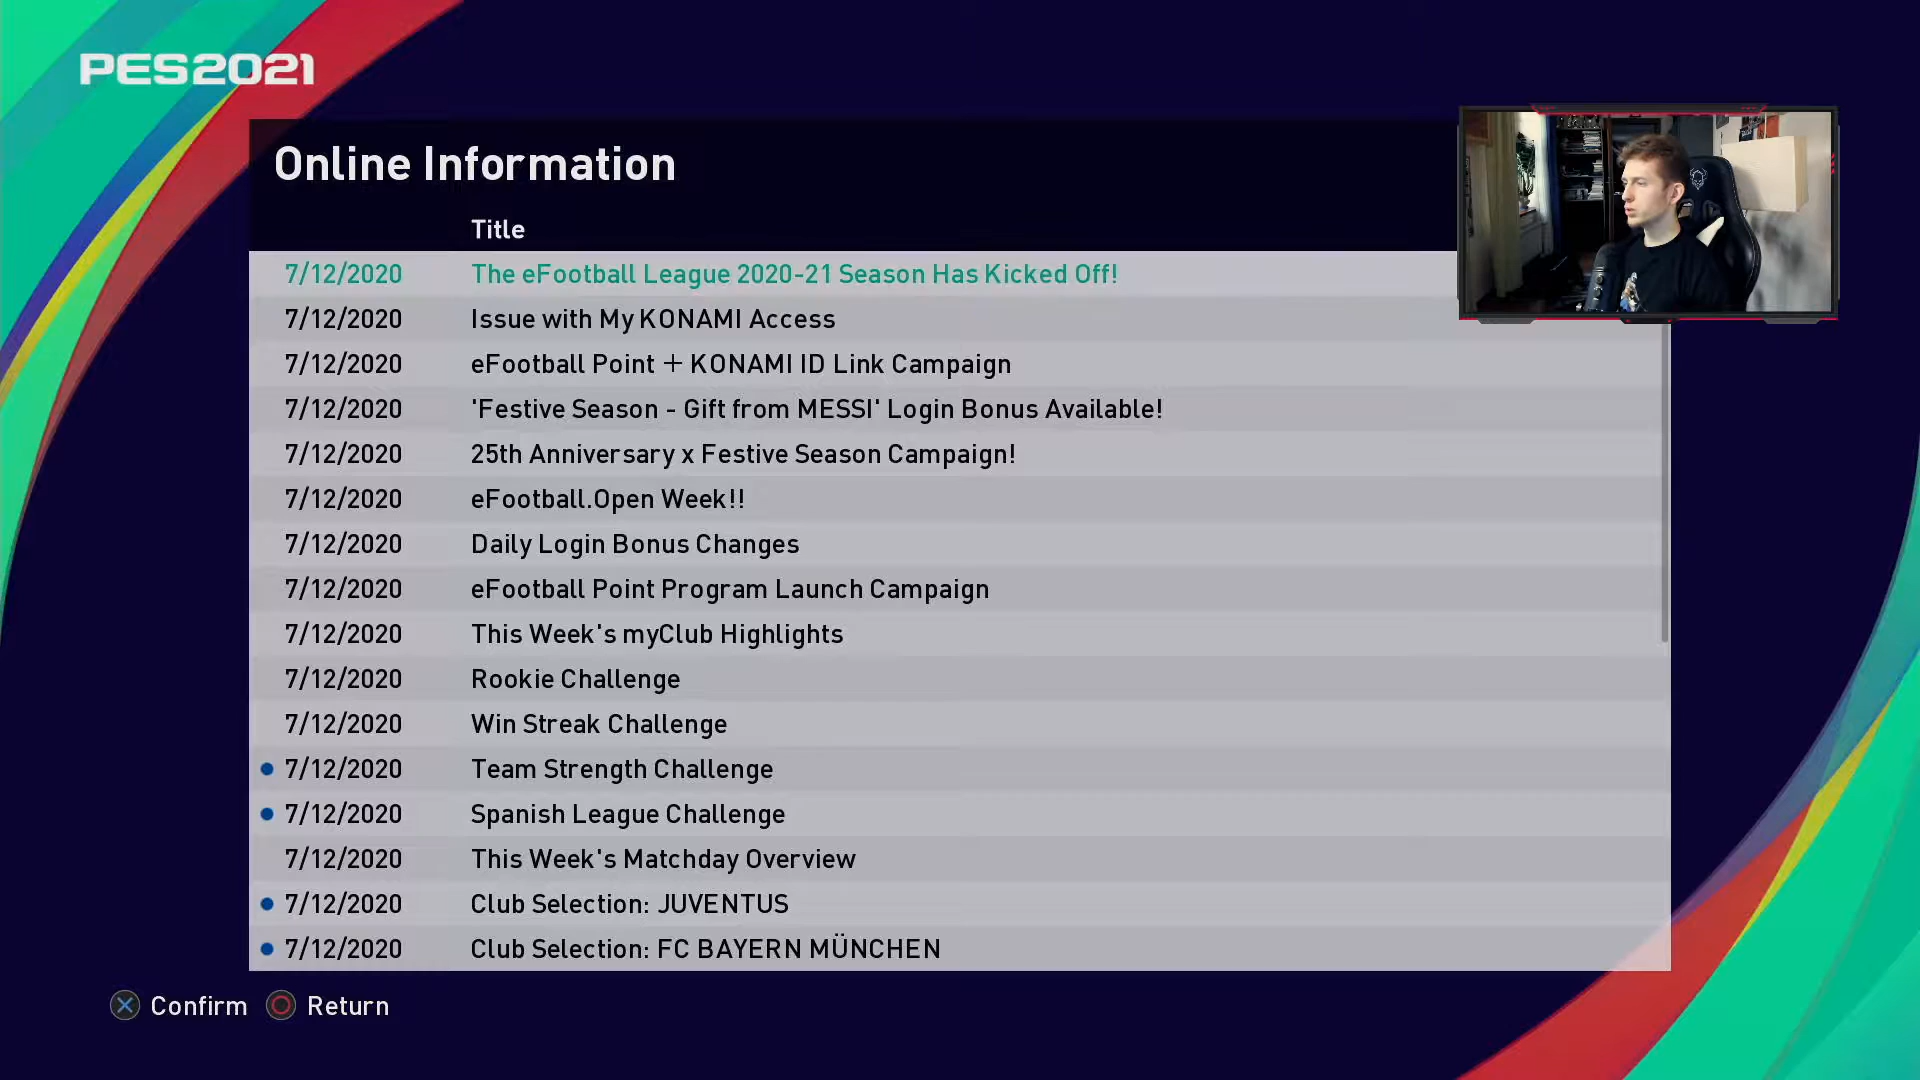 PES2021
Online Information
Title
7/12/2020 The eFootball League 2020-21 Season Has Kicked Off!
7/12/2020 Issue with My KONAMI Access
7/12/2020 eFootball Point + KONAMI ID Link Campaign
7/12/2020 'Festive Season - Gift from MESSI' Login Bonus Available!
7/12/2020 25th Anniversary x Festive Season Campaign!
7/12/2020 eFootball.Open Week!!
7/12/2020 Daily Login Bonus Changes
7/12/2020 eFootball Point Program Launch Campaign
7/12/2020 This Week's myClub Highlights
7/12/2020 Rookie Challenge
7/12/2020 Win Streak Challenge
7/12/2020 Team Strength Challenge
7/12/2020 Spanish League Challenge
7/12/2020 This Week's Matchday Overview
7/12/2020 Club Selection: JUVENTUS
7/12/2020 Club Selection: FC BAYERN MÜNCHEN
Confirm Return